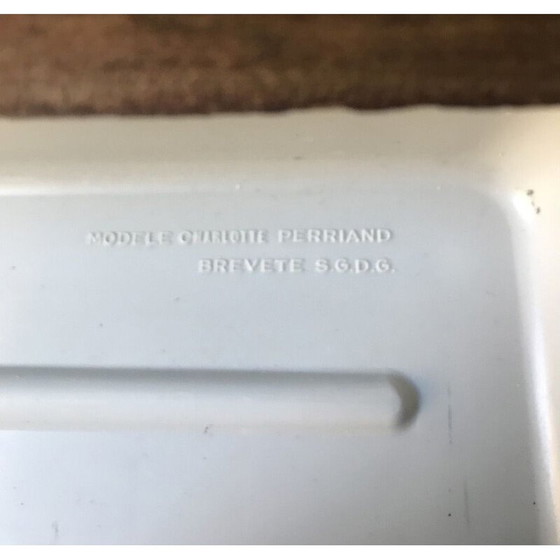 MODELE CHARLOTTE PERRIAND
BREVETE S.G.D.G.